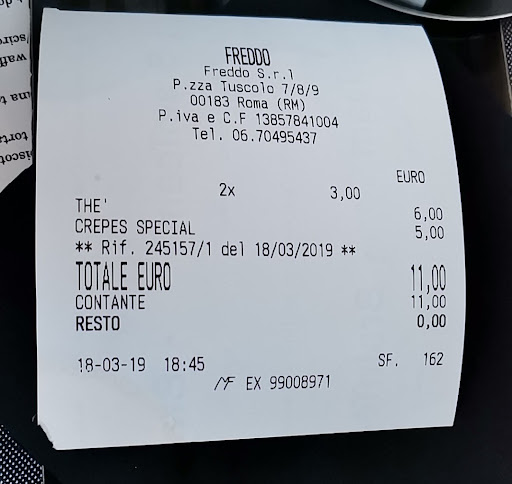 FREDDO
Freddo S.r.l
P.zza Tuscolo 7/8/9
00183 Roma (RM)
P.iva e C.F 13857841004
Tel. 06.70495437
EURO
2x 3,00
THE' 6,00
CREPES SPECIAL 5,00
** Rif. 245157/1 del 18/03/2019 **
TOTALE EURO 11,00
CONTANTE 11,00
RESTO 0,00
18-03-19 18:45 SF. 162
MF EX 99008971